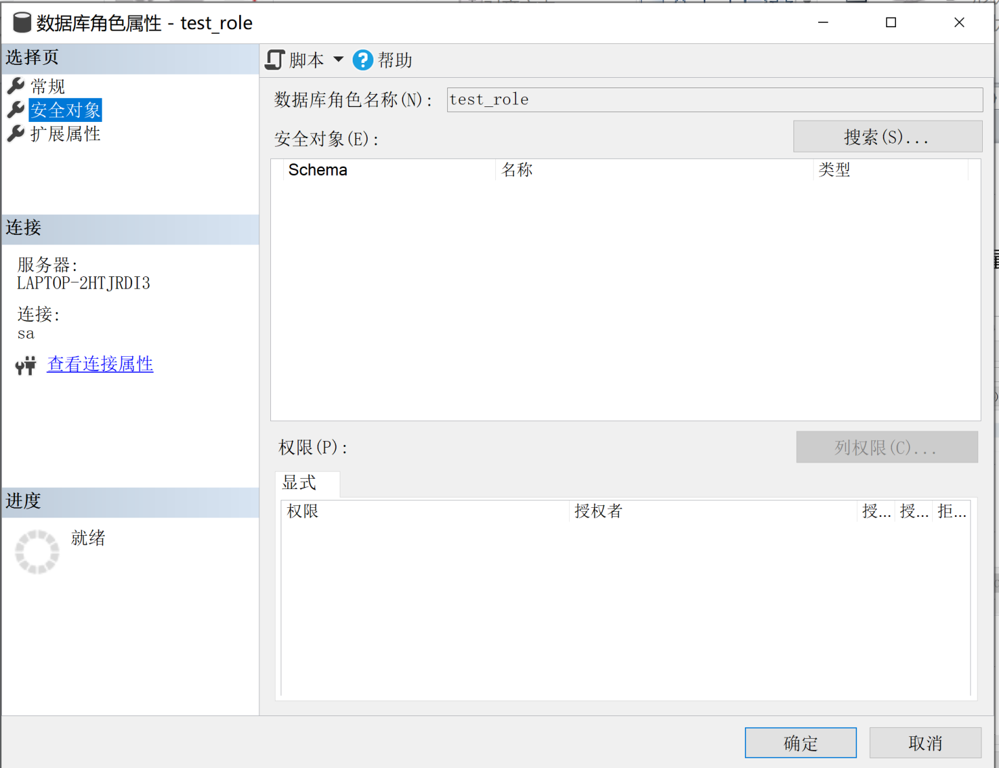 数据库角色属性 - test_role
选择页
常规
安全对象
扩展属性
连接
服务器:
LAPTOP-2HTJRDI3
连接:
sa
查看连接属性
进度
就绪
脚本
帮助
数据库角色名称(N): test_role
安全对象(E):
搜索(S)...
Schema 名称 类型
权限(P):
列权限(C)...
显式
权限 授权者 授... 授... 拒...
确定 取消